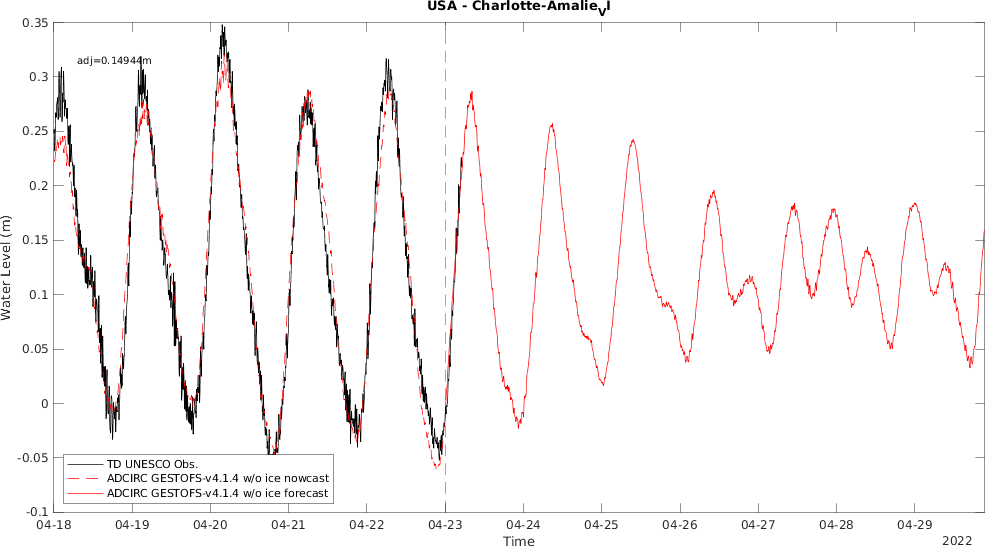 USA - Charlotte-Amalie_VI
adj=0.14944m
0.35
0.3
0.25
0.2
0.15
0.1
0.05
0
-0.05
-0.1
Water Level (m)
TD UNESCO Obs.
ADCIRC GESTOFS-v4.1.4 w/o ice nowcast
ADCIRC GESTOFS-v4.1.4 w/o ice forecast
04-18 04-19 04-20 04-21 04-22 04-23 04-24 04-25 04-26 04-27 04-28 04-29
Time
2022